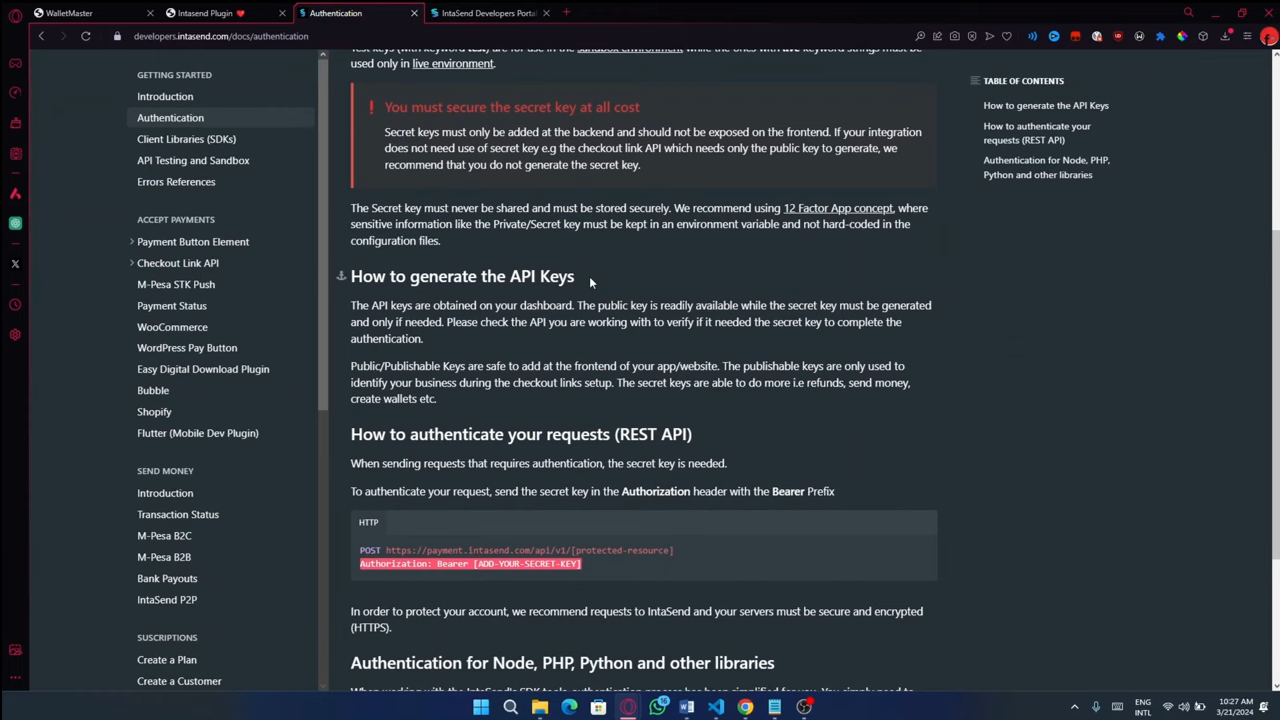 WalletMaster
Intasend Plugin
Authentication
IntaSend Developers Portal
developers.intasend.com/docs/authentication
GETTING STARTED
Introduction
Authentication
Client Libraries (SDKs)
API Testing and Sandbox
Errors References
ACCEPT PAYMENTS
Payment Button Element
Checkout Link API
M-Pesa STK Push
Payment Status
WooCommerce
WordPress Pay Button
Easy Digital Download Plugin
Bubble
Shopify
Flutter (Mobile Dev Plugin)
SEND MONEY
Introduction
Transaction Status
M-Pesa B2C
M-Pesa B2B
Bank Payouts
IntaSend P2P
SUSCRIPTIONS
Create a Plan
Create a Customer
Test keys (with keyword test) are for use in the sandbox environment while the ones with live keyword strings must be
used only in live environment.
! You must secure the secret key at all cost
Secret keys must only be added at the backend and should not be exposed on the frontend. If your integration
does not need use of secret key e.g the checkout link API which needs only the public key to generate, we
recommend that you do not generate the secret key.
The Secret key must never be shared and must be stored securely. We recommend using 12 Factor App concept, where
sensitive information like the Private/Secret key must be kept in an environment variable and not hard-coded in the
configuration files.
How to generate the API Keys
The API keys are obtained on your dashboard. The public key is readily available while the secret key must be generated
and only if needed. Please check the API you are working with to verify if it needed the secret key to complete the
authentication.
Public/Publishable Keys are safe to add at the frontend of your app/website. The publishable keys are only used to
identify your business during the checkout links setup. The secret keys are able to do more i.e refunds, send money,
create wallets etc.
How to authenticate your requests (REST API)
When sending requests that requires authentication, the secret key is needed.
To authenticate your request, send the secret key in the Authorization header with the Bearer Prefix
HTTP
POST https://payment.intasend.com/api/v1/[protected-resource]
Authorization: Bearer [ADD-YOUR-SECRET-KEY]
In order to protect your account, we recommend requests to IntaSend and your servers must be secure and encrypted
(HTTPS).
Authentication for Node, PHP, Python and other libraries
When working with the IntaSend's SDK tools, authentication process has been simplified for you. You simply need to
TABLE OF CONTENTS
How to generate the API Keys
How to authenticate your
requests (REST API)
Authentication for Node, PHP,
Python and other libraries
16
ENG
INTL
10:27 AM
3/21/2024